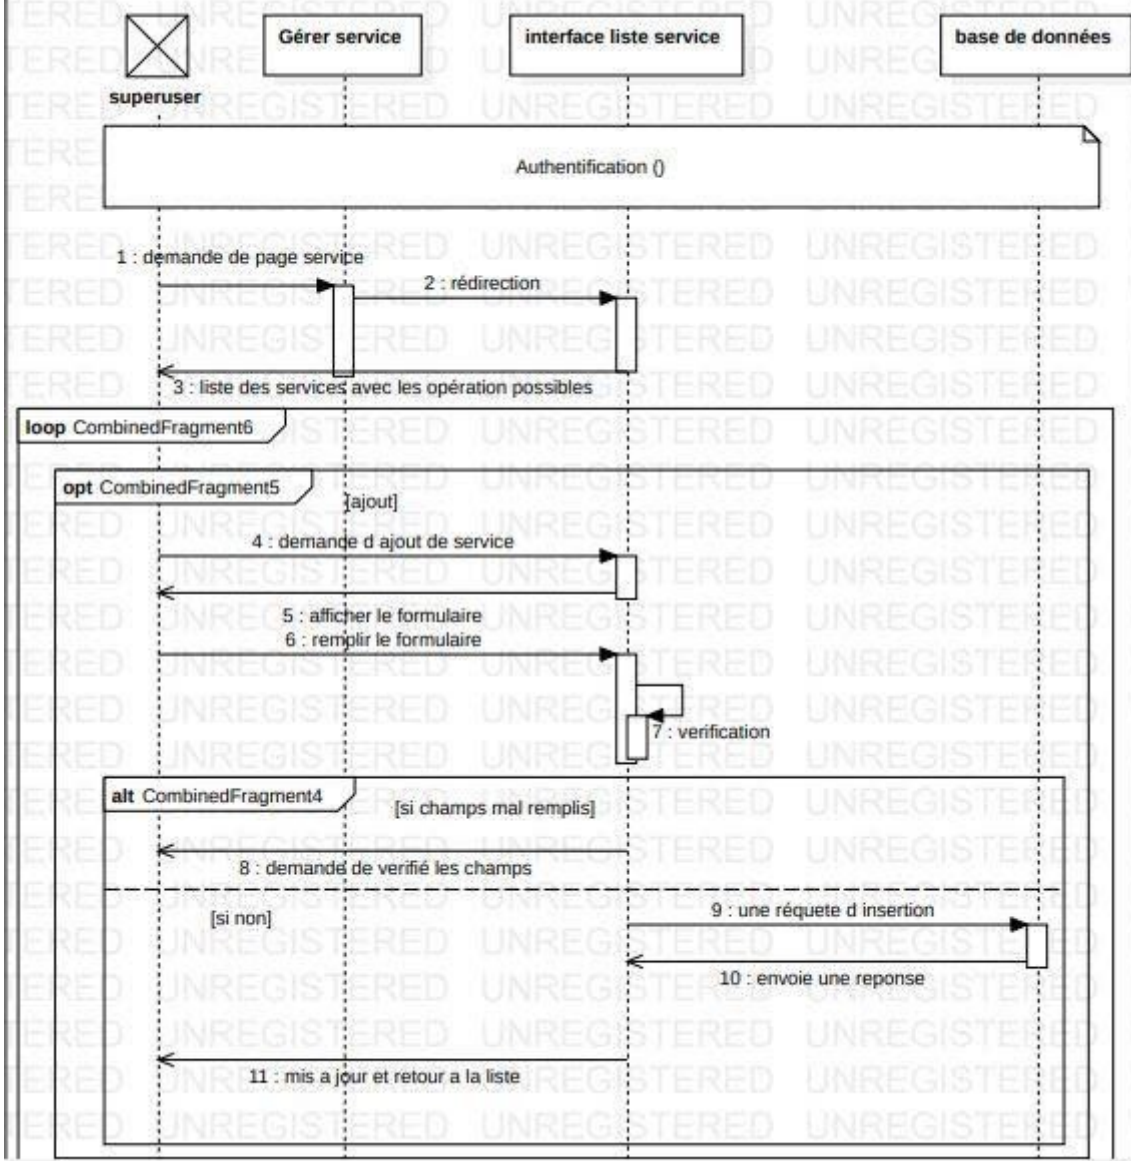 Gérer service
interface liste service
base de données
superuser
Authentification ()
1 : demande de page service
2 : rédirection
3 : liste des services avec les opération possibles
loop CombinedFragment6
opt CombinedFragment5
[ajout]
4 : demande d ajout de service
5 : afficher le formulaire
6 : remplir le formulaire
7 : verification
alt CombinedFragment4
[si champs mal remplis]
8 : demande de verifié les champs
[si non]
9 : une réquete d insertion
10 : envoie une reponse
11 : mis a jour et retour a la liste
UNREGISTERED